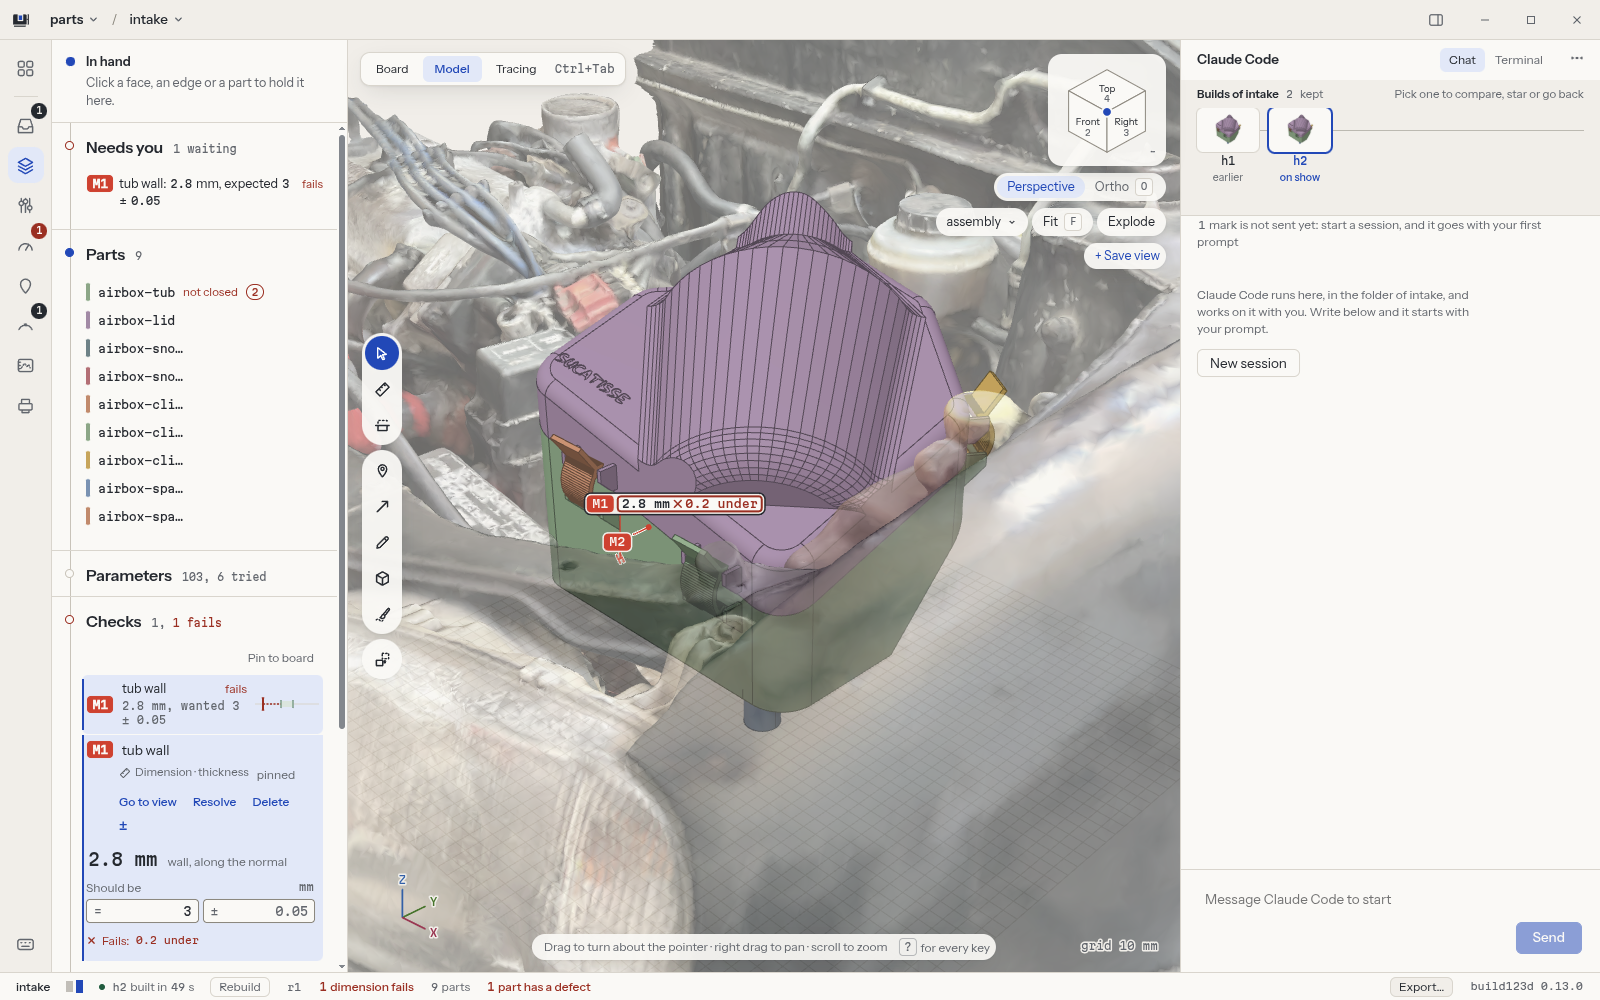 parts / intake
In hand
Click a face, an edge or a part to hold it
here.
1
1
1
Needs you 1 waiting
M1 tub wall: 2.8 mm, expected 3 fails
± 0.05
Parts 9
airbox-tub not closed 2
airbox-lid
airbox-sno…
airbox-sno…
airbox-cli…
airbox-cli…
airbox-cli…
airbox-spa…
airbox-spa…
Parameters 103, 6 tried
Checks 1, 1 fails
Pin to board
M1 tub wall fails
2.8 mm, wanted 3
± 0.05
M1 tub wall
Dimension · thickness pinned
Go to view Resolve Delete
±
2.8 mm wall, along the normal
Should be mm
= 3 ± 0.05
× Fails: 0.2 under
Board Model Tracing Ctrl+Tab
Top
4
Front
2
Right
3
Perspective Ortho 0
assembly Fit F Explode
+ Save view
SUCATISSE
M1 2.8 mm × 0.2 under
M2
Z
Y
X
Drag to turn about the pointer · right drag to pan · scroll to zoom ? for every key
grid 10 mm
Claude Code Chat Terminal
Builds of intake 2 kept Pick one to compare, star or go back
h1
earlier
h2
on show
1 mark is not sent yet: start a session, and it goes with your first
prompt
Claude Code runs here, in the folder of intake, and
works on it with you. Write below and it starts with
your prompt.
New session
Message Claude Code to start
Send
intake h2 built in 49 s Rebuild r1 1 dimension fails 9 parts 1 part has a defect Export… build123d 0.13.0